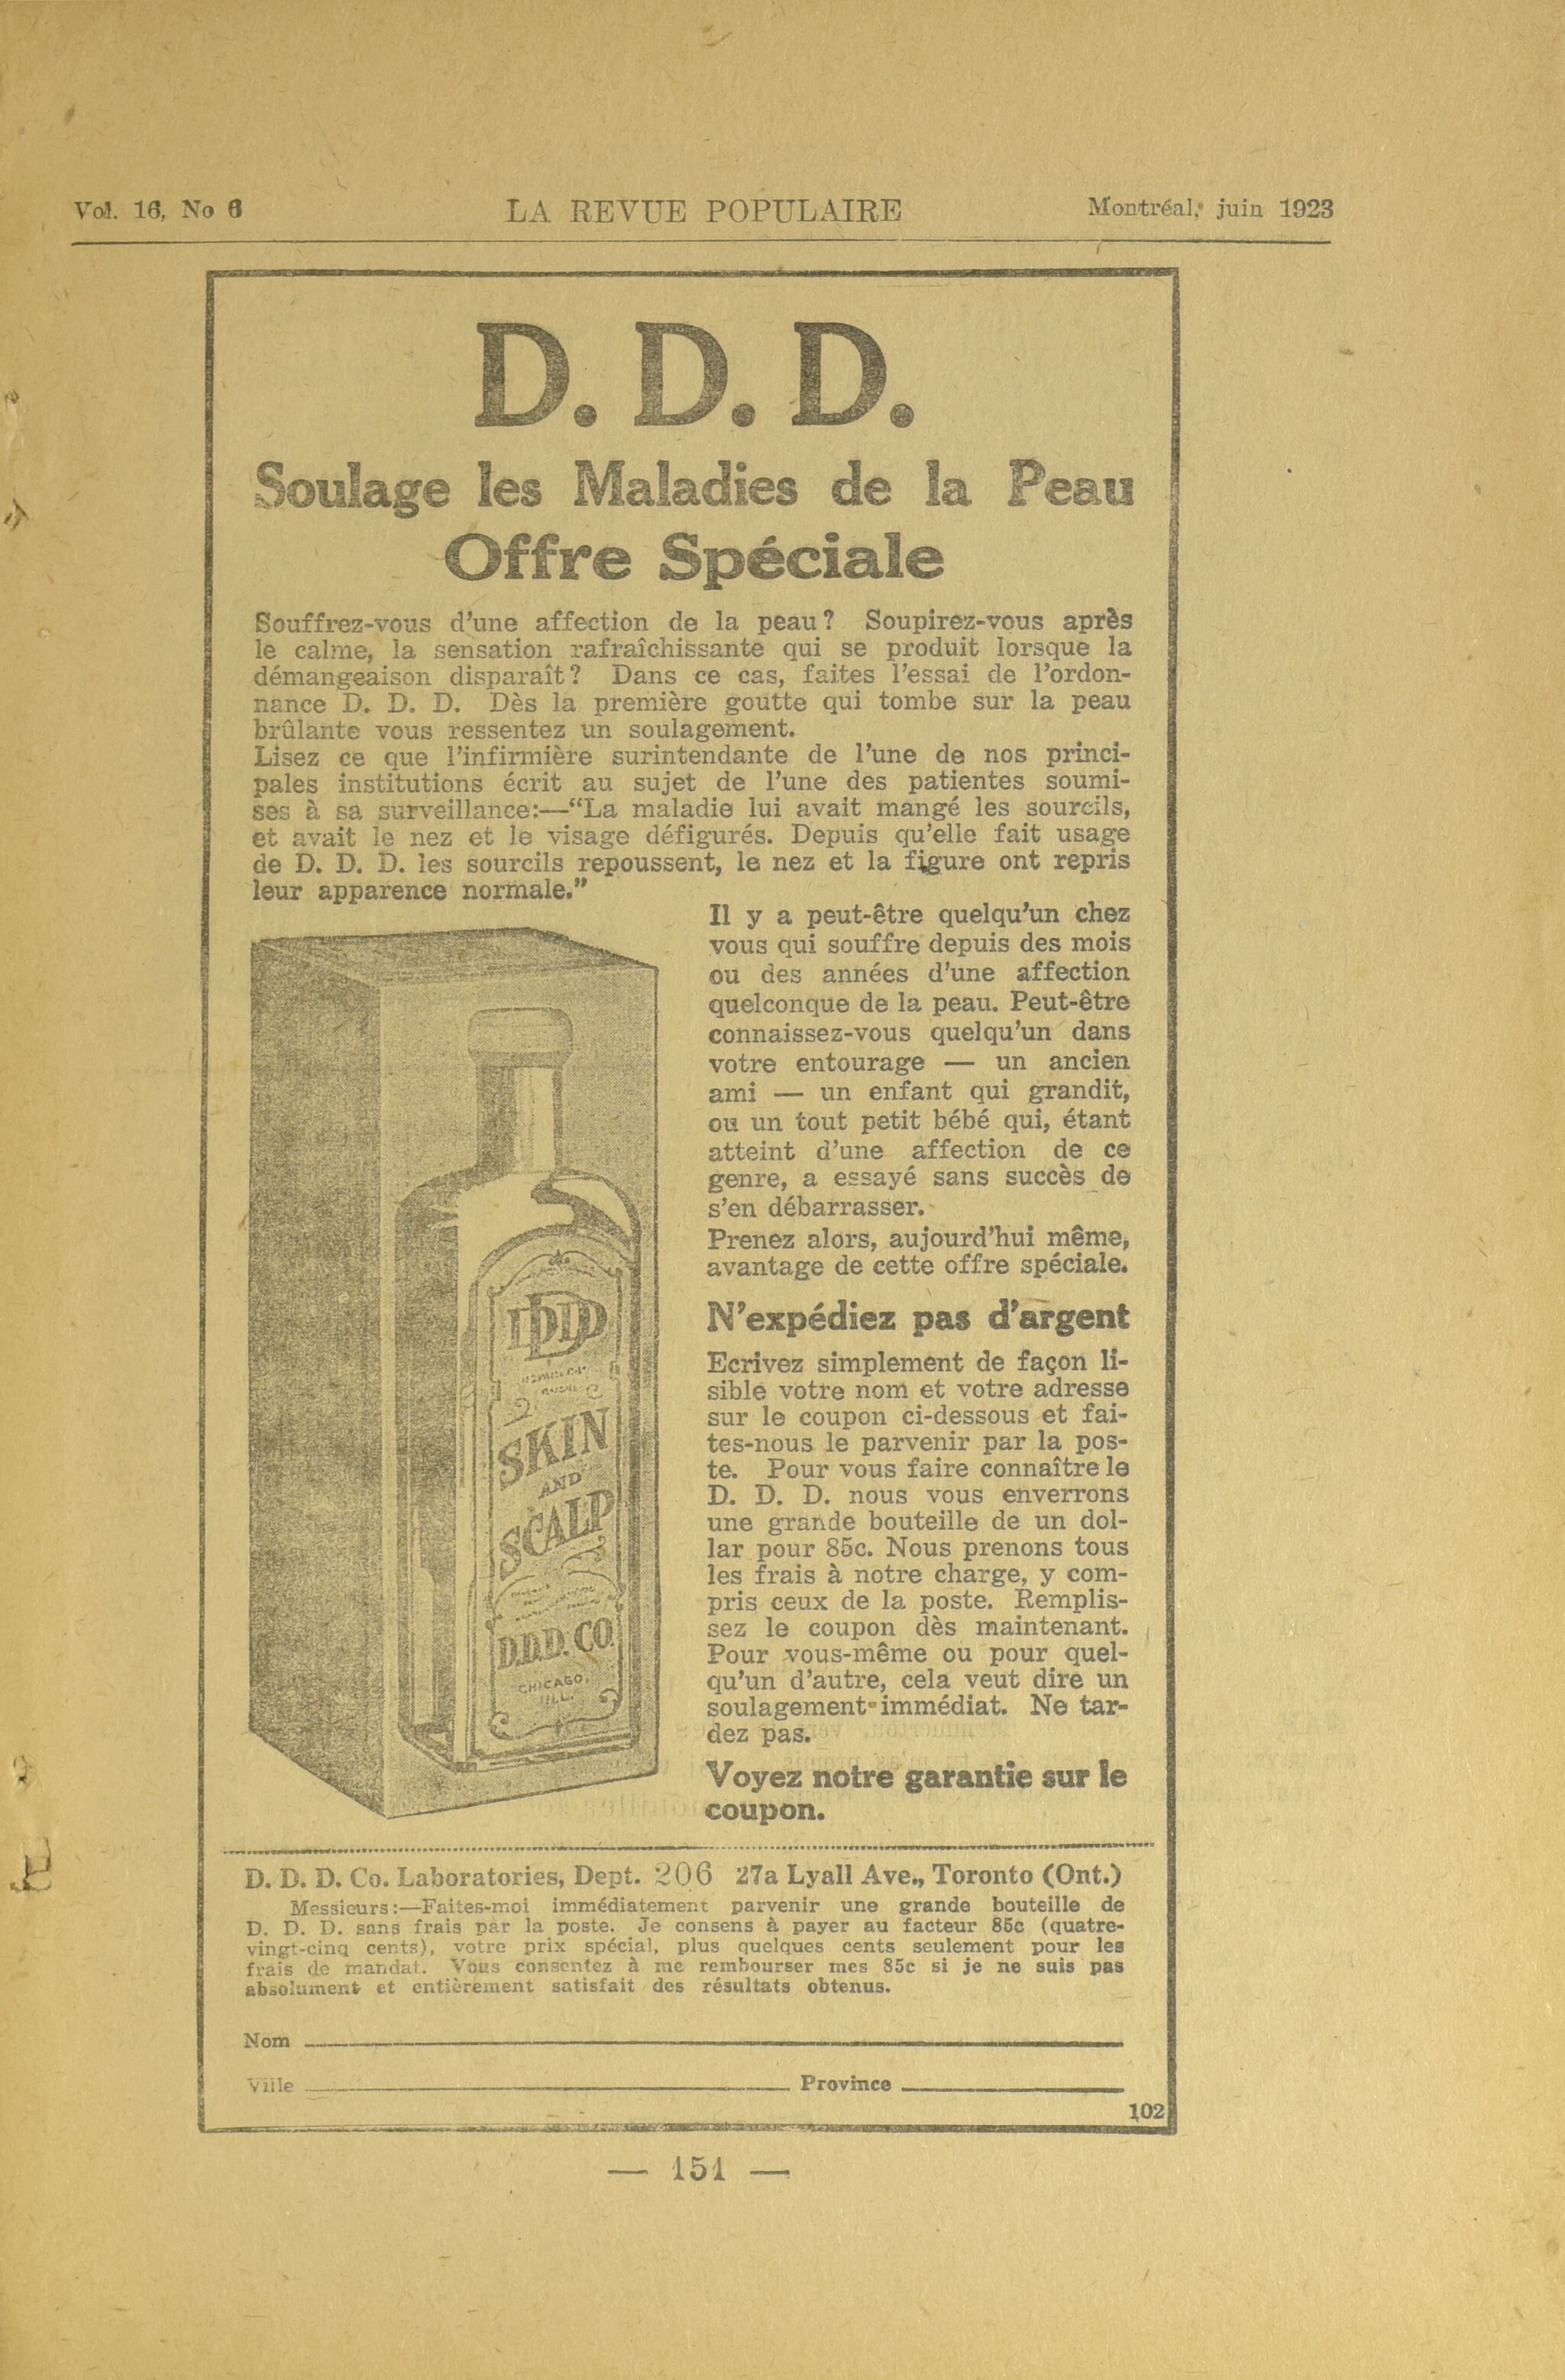 Vol. 16, No 6 LA REVUE POPULAIRE Montréal, juin 1923
D. D. D.
Soulage les Maladies de la Peau
Offre Spéciale
Souffrez-vous d'une affection de la peau? Soupirez-vous après
le calme, la sensation rafraîchissante qui se produit lorsque la
démangeaison disparaît? Dans ce cas, faites l'essai de l'ordon-
nance D. D. D. Dès la première goutte qui tombe sur la peau
brûlante vous ressentez un soulagement.
Lisez ce que l'infirmière surintendante de l'une de nos princi-
pales institutions écrit au sujet de l'une des patientes soumi-
ses à sa surveillance:—“La maladie lui avait mangé les sourcils,
et avait le nez et le visage défigurés. Depuis qu'elle fait usage
de D. D. D. les sourcils repoussent, le nez et la figure ont repris
leur apparence normale.”
Il y a peut-être quelqu'un chez
vous qui souffre depuis des mois
ou des années d'une affection
quelconque de la peau. Peut-être
connaissez-vous quelqu'un dans
votre entourage — un ancien
ami — un enfant qui grandit,
ou un tout petit bébé qui, étant
atteint d'une affection de ce
genre, a essayé sans succès de
s'en débarrasser.
Prenez alors, aujourd'hui même,
avantage de cette offre spéciale.
N'expédiez pas d'argent
Ecrivez simplement de façon li-
sible votre nom et votre adresse
sur le coupon ci-dessous et fai-
tes-nous le parvenir par la pos-
te. Pour vous faire connaître le
D. D. D. nous vous enverrons
une grande bouteille de un dol-
lar pour 85c. Nous prenons tous
les frais à notre charge, y com-
pris ceux de la poste. Remplis-
sez le coupon dès maintenant.
Pour vous-même ou pour quel-
qu'un d'autre, cela veut dire un
soulagement immédiat. Ne tar-
dez pas.
Voyez notre garantie sur le
coupon.
DDD
SKIN
AND
SCALP
D.D.D. CO.
CHICAGO,
ILL.
D. D. D. Co. Laboratories, Dept. 206 27a Lyall Ave., Toronto (Ont.)
Messieurs:—Faites-moi immédiatement parvenir une grande bouteille de
D. D. D. sans frais par la poste. Je consens à payer au facteur 85c (quatre-
vingt-cinq cents), votre prix spécial, plus quelques cents seulement pour les
frais de mandat. Vous consentez à me rembourser mes 85c si je ne suis pas
absolument et entièrement satisfait des résultats obtenus.
Nom
Ville Province
102
— 151 —